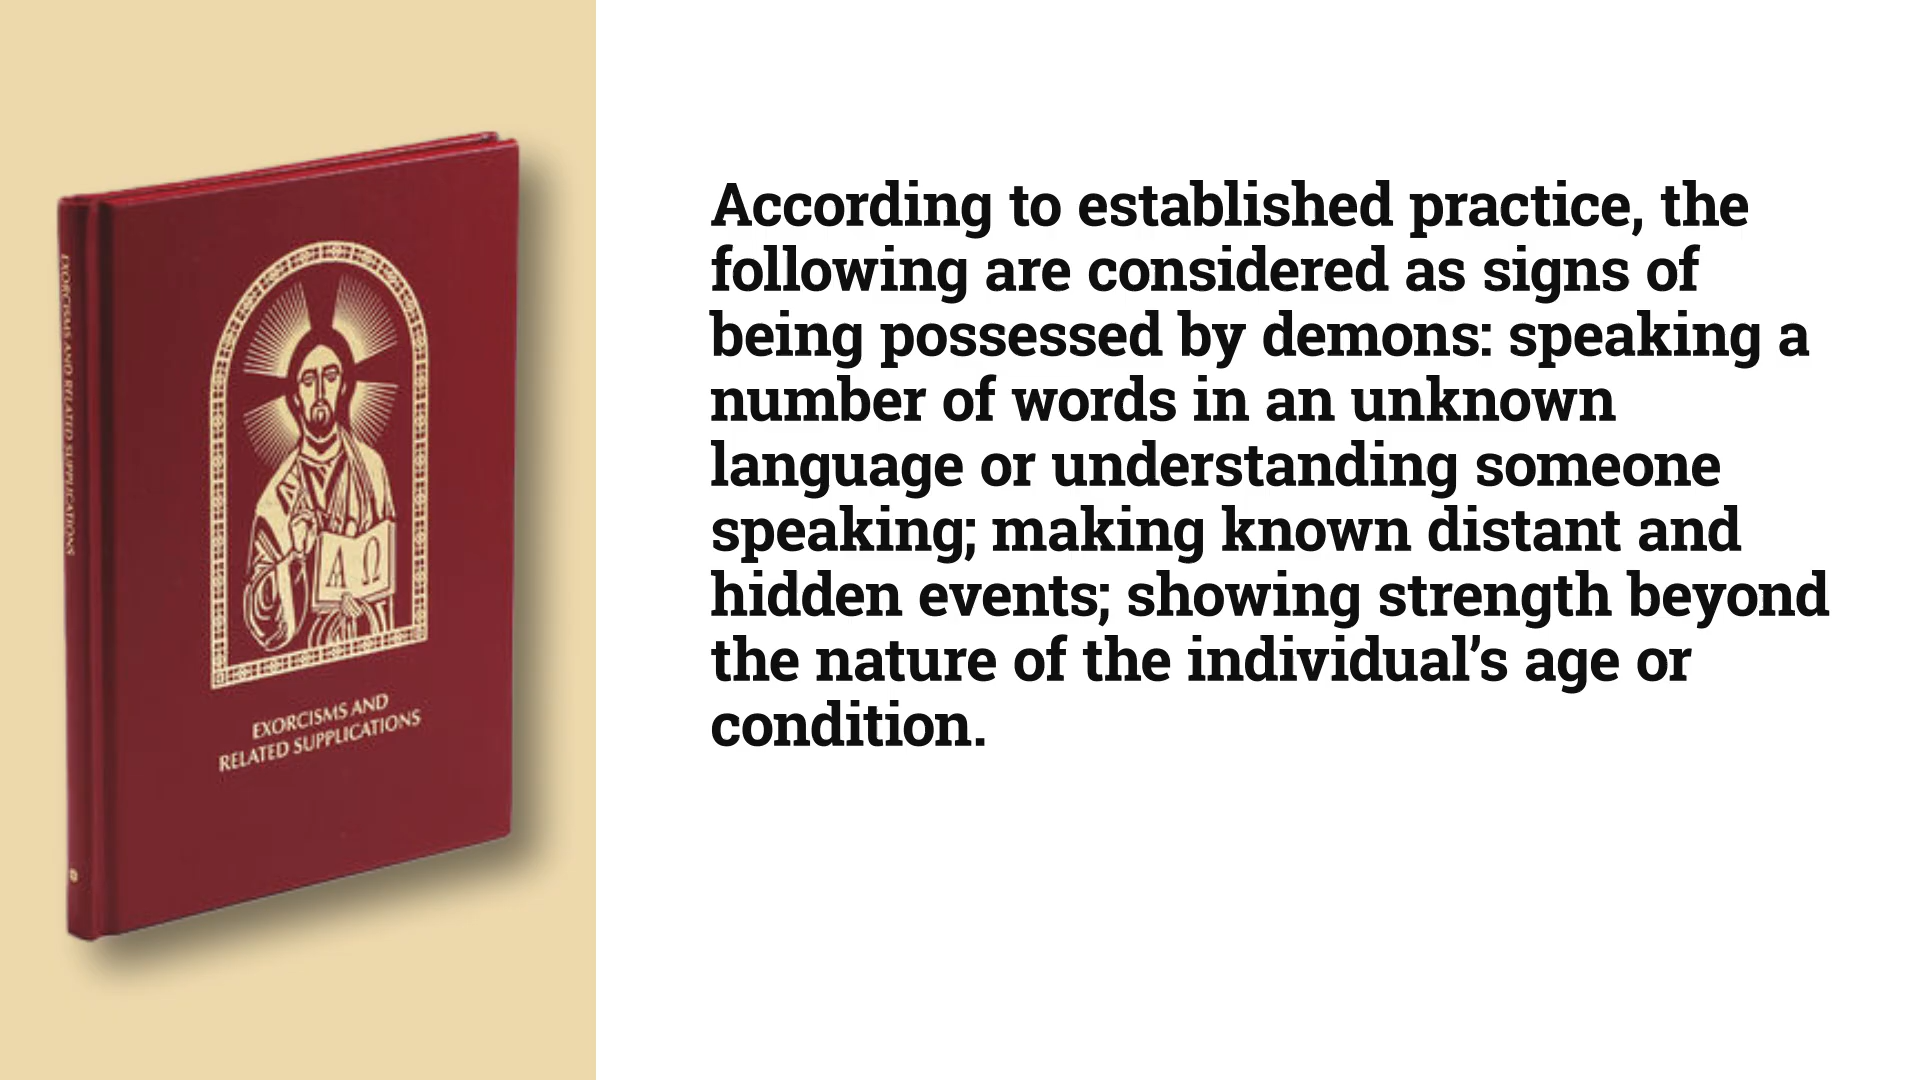 EXORCISMS AND RELATED SUPPLICATIONS
Α Ω
EXORCISMS AND
RELATED SUPPLICATIONS
According to established practice, the
following are considered as signs of
being possessed by demons: speaking a
number of words in an unknown
language or understanding someone
speaking; making known distant and
hidden events; showing strength beyond
the nature of the individual’s age or
condition.